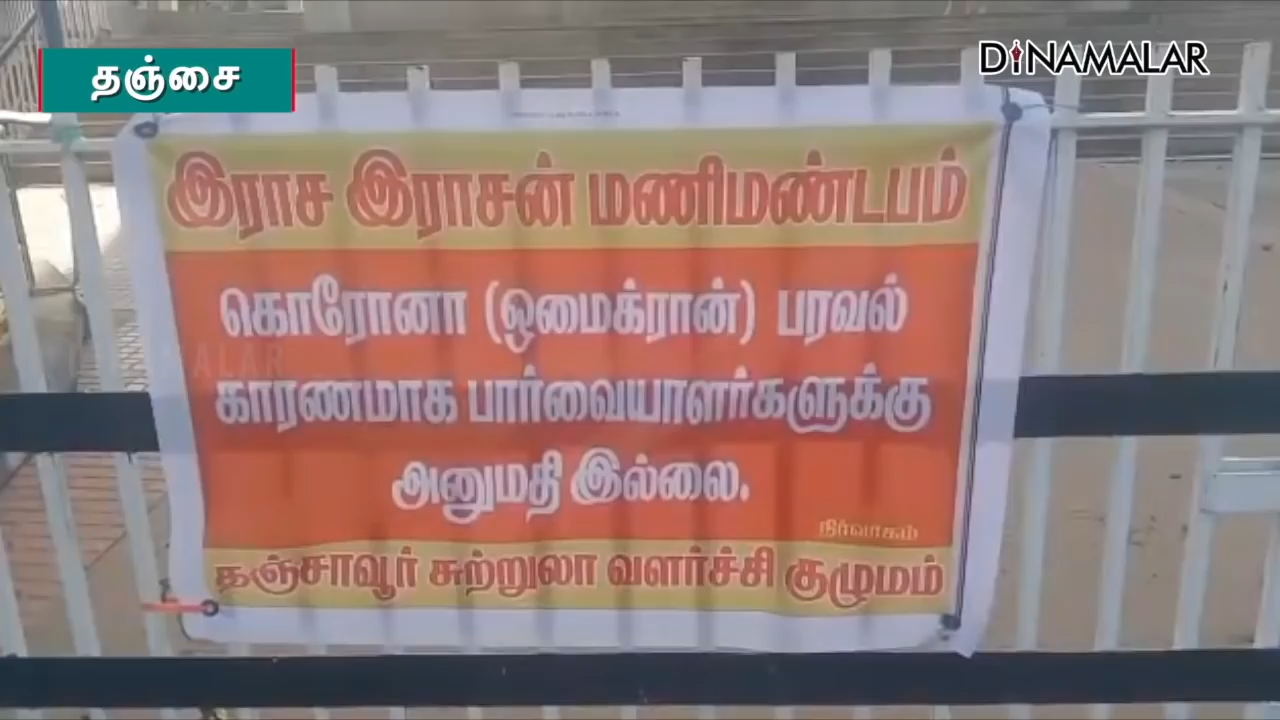 தஞ்சை
DINAMALAR
இராச இராசன் மணிமண்டபம்
கொரோனா (ஒமைக்ரான்) பரவல்
காரணமாக பார்வையாளர்களுக்கு
அனுமதி இல்லை.
நிர்வாகம்
தஞ்சாவூர் சுற்றுலா வளர்ச்சி குழுமம்